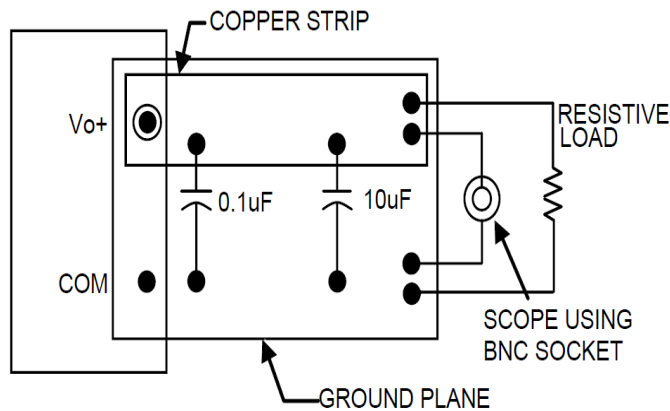 COPPER STRIP
Vo+
RESISTIVE
LOAD
0.1uF
10uF
COM
SCOPE USING
BNC SOCKET
GROUND PLANE